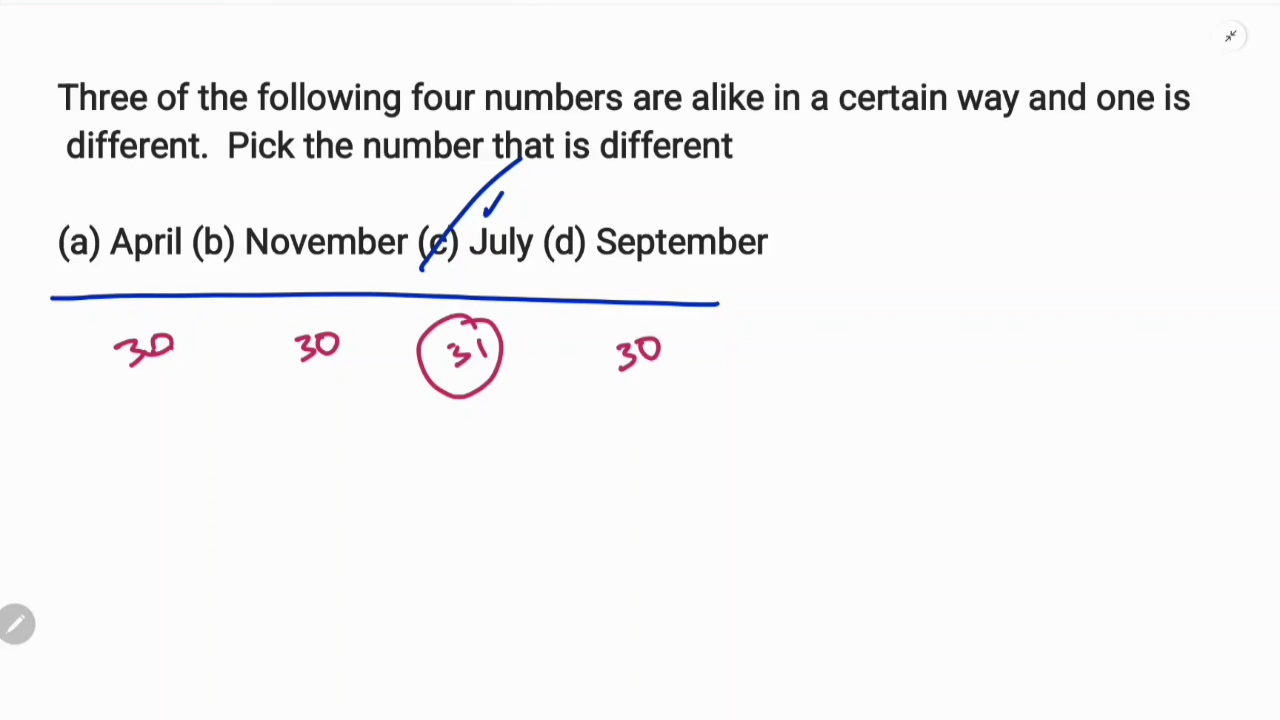 Three of the following four numbers are alike in a certain way and one is
different. Pick the number that is different
(a) April (b) November (c) July (d) September
30 30 31 30